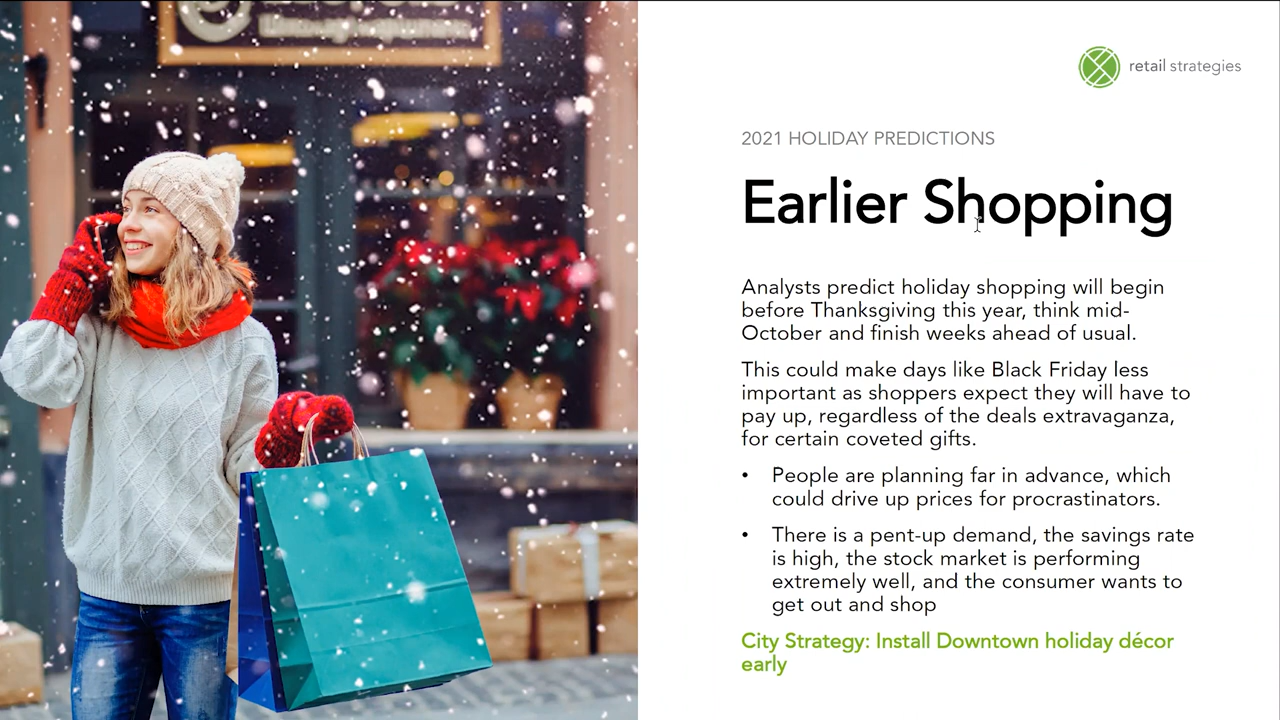 retail strategies
2021 HOLIDAY PREDICTIONS
Earlier Shopping
Analysts predict holiday shopping will begin
before Thanksgiving this year, think mid-
October and finish weeks ahead of usual.
This could make days like Black Friday less
important as shoppers expect they will have to
pay up, regardless of the deals extravaganza,
for certain coveted gifts.
• People are planning far in advance, which
could drive up prices for procrastinators.
• There is a pent-up demand, the savings rate
is high, the stock market is performing
extremely well, and the consumer wants to
get out and shop
City Strategy: Install Downtown holiday décor
early